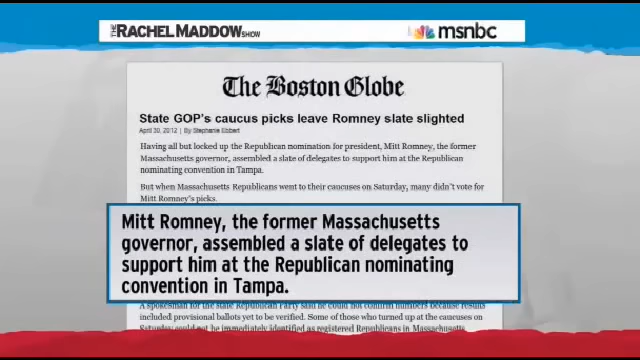 THE RACHEL MADDOW SHOW
msnbc
The Boston Globe
State GOP's caucus picks leave Romney slate slighted
April 30, 2012 | By Stephanie Ebbert
Having all but locked up the Republican nomination for president, Mitt Romney, the former
Massachusetts governor, assembled a slate of delegates to support him at the Republican
nominating convention in Tampa.
But when Massachusetts Republicans went to their caucuses on Saturday, many didn't vote for
Mitt Romney's picks.
Mitt Romney, the former Massachusetts
governor, assembled a slate of delegates to
support him at the Republican nominating
convention in Tampa.
A spokesman for the state Republican Party said he could not confirm numbers because results
included provisional ballots yet to be verified. Some of those who turned up at the caucuses on
Saturday could not be immediately identified as registered Republicans in Massachusetts